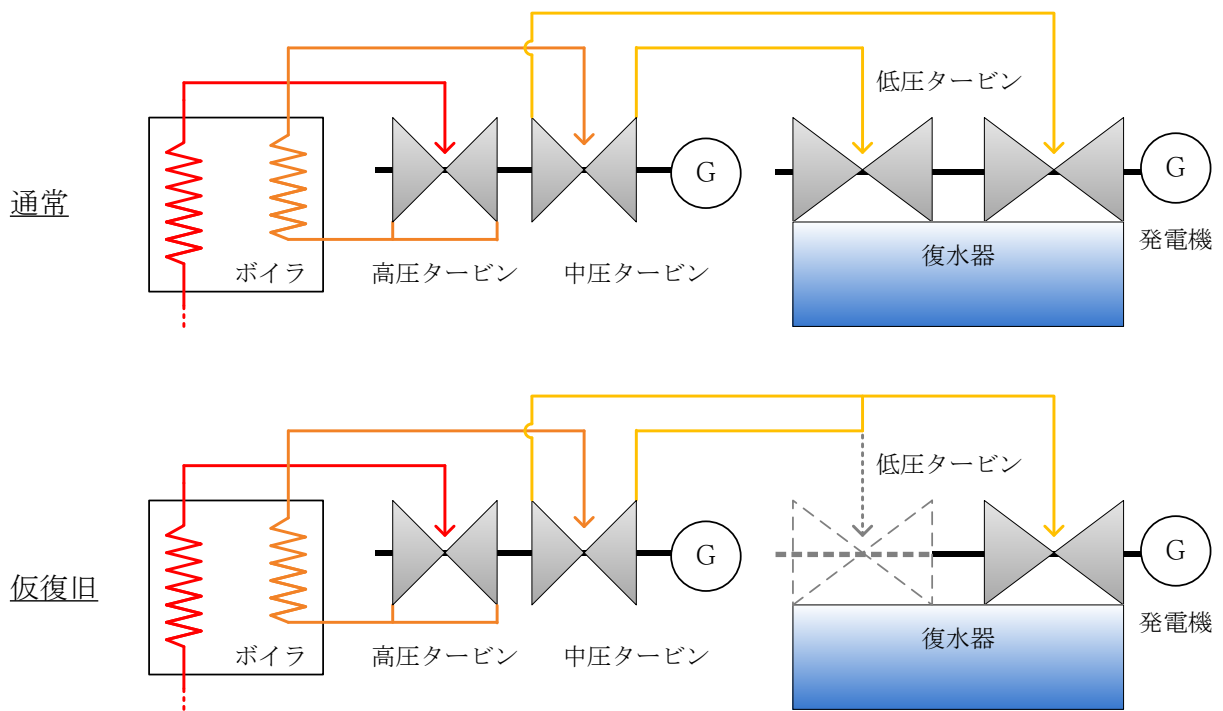 低圧タービン
通常
G
G
ボイラ
高圧タービン
中圧タービン
復水器
発電機
低圧タービン
仮復旧
G
G
ボイラ
高圧タービン
中圧タービン
復水器
発電機